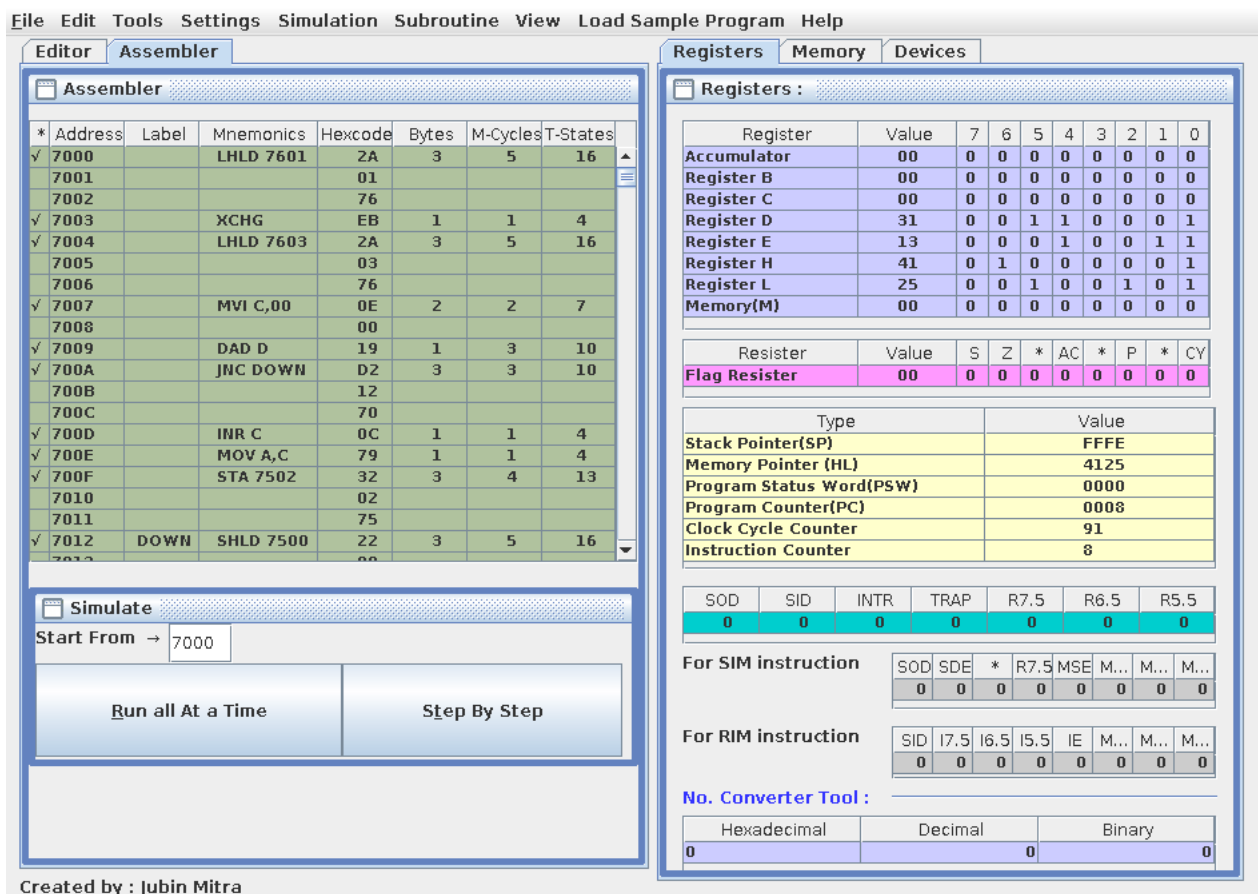 File Edit Tools Settings Simulation Subroutine View Load Sample Program Help
Editor Assembler
Assembler
* Address Label Mnemonics Hexcode Bytes M-Cycles T-States
√ 7000 LHLD 7601 2A 3 5 16
7001 01
7002 76
√ 7003 XCHG EB 1 1 4
√ 7004 LHLD 7603 2A 3 5 16
7005 03
7006 76
√ 7007 MVI C,00 0E 2 2 7
7008 00
√ 7009 DAD D 19 1 3 10
√ 700A JNC DOWN D2 3 3 10
700B 12
700C 70
√ 700D INR C 0C 1 1 4
√ 700E MOV A,C 79 1 1 4
√ 700F STA 7502 32 3 4 13
7010 02
7011 75
√ 7012 DOWN SHLD 7500 22 3 5 16
Simulate
Start From → 7000
Run all At a Time Step By Step
Created by : Jubin Mitra
Registers Memory Devices
Registers :
Register Value 7 6 5 4 3 2 1 0
Accumulator 00 0 0 0 0 0 0 0 0
Register B 00 0 0 0 0 0 0 0 0
Register C 00 0 0 0 0 0 0 0 0
Register D 31 0 0 1 1 0 0 0 1
Register E 13 0 0 0 1 0 0 1 1
Register H 41 0 1 0 0 0 0 0 1
Register L 25 0 0 1 0 0 1 0 1
Memory(M) 00 0 0 0 0 0 0 0 0
Resister Value S Z * AC * P * CY
Flag Resister 00 0 0 0 0 0 0 0 0
Type Value
Stack Pointer(SP) FFFE
Memory Pointer (HL) 4125
Program Status Word(PSW) 0000
Program Counter(PC) 0008
Clock Cycle Counter 91
Instruction Counter 8
SOD SID INTR TRAP R7.5 R6.5 R5.5
0 0 0 0 0 0 0
For SIM instruction
SOD SDE * R7.5 MSE M... M... M...
0 0 0 0 0 0 0 0
For RIM instruction
SID I7.5 I6.5 I5.5 IE M... M... M...
0 0 0 0 0 0 0 0
No. Converter Tool :
Hexadecimal Decimal Binary
0 0 0